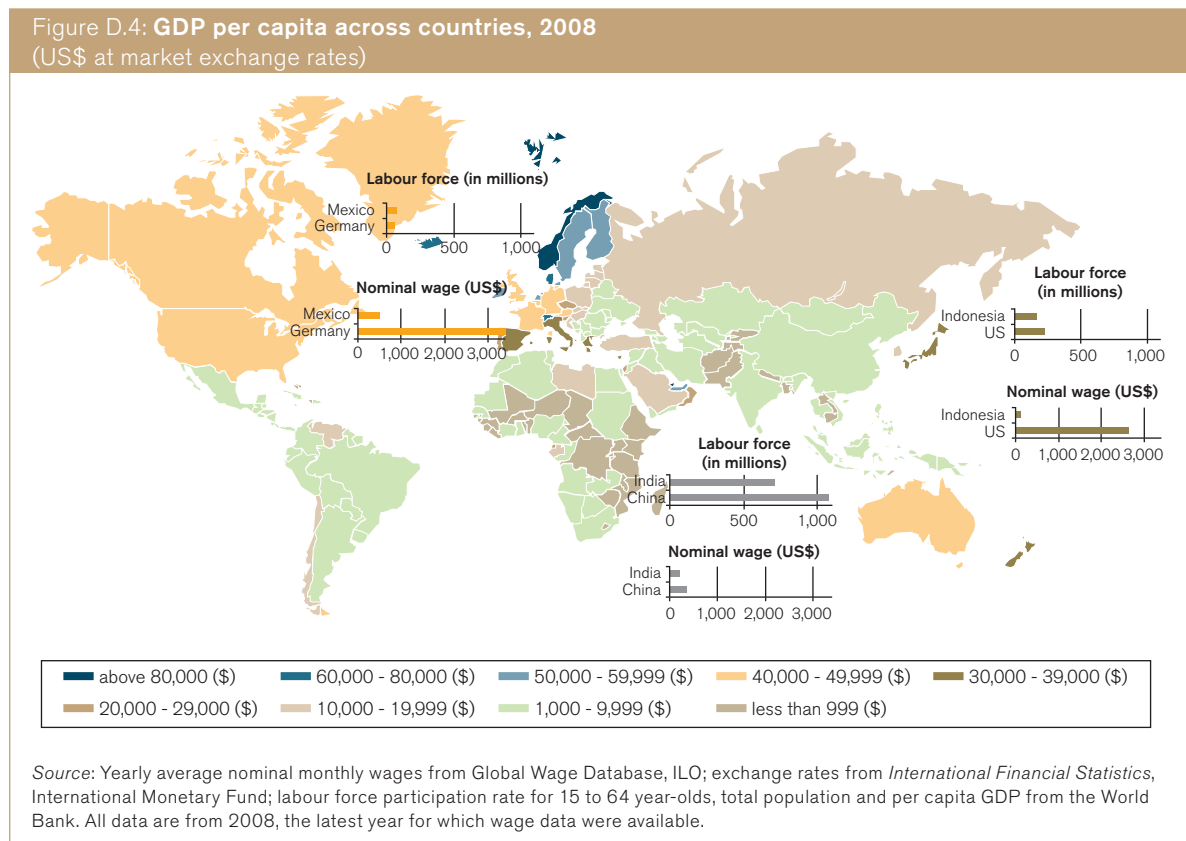 Figure D.4: GDP per capita across countries, 2008
(US$ at market exchange rates)
Labour force (in millions)
Mexico
Germany
0 500 1,000
Nominal wage (US$)
Mexico
Germany
0 1,000 2,000 3,000
Labour force
(in millions)
Indonesia
US
0 500 1,000
Nominal wage (US$)
Indonesia
US
0 1,000 2,000 3,000
Labour force
(in millions)
India
China
0 500 1,000
Nominal wage (US$)
India
China
0 1,000 2,000 3,000
above 80,000 ($) 60,000 - 80,000 ($) 50,000 - 59,999 ($) 40,000 - 49,999 ($) 30,000 - 39,000 ($)
20,000 - 29,000 ($) 10,000 - 19,999 ($) 1,000 - 9,999 ($) less than 999 ($)
Source: Yearly average nominal monthly wages from Global Wage Database, ILO; exchange rates from International Financial Statistics,
International Monetary Fund; labour force participation rate for 15 to 64 year-olds, total population and per capita GDP from the World
Bank. All data are from 2008, the latest year for which wage data were available.